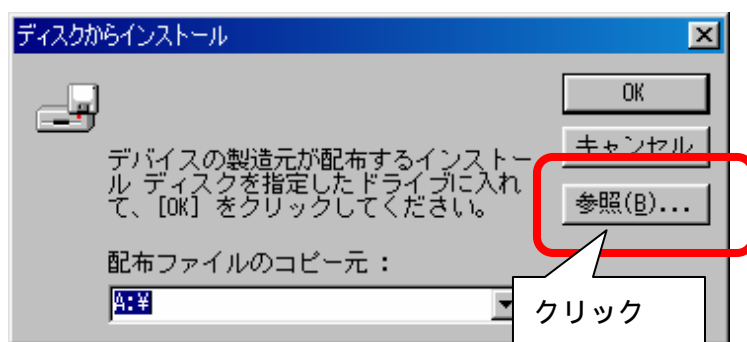 ディスクからインストール
OK
キャンセル
デバイスの製造元が配布するインストー
ル ディスクを指定したドライブに入れ
て、[OK] をクリックしてください。
参照(B)...
配布ファイルのコピー元：
A:¥
クリック